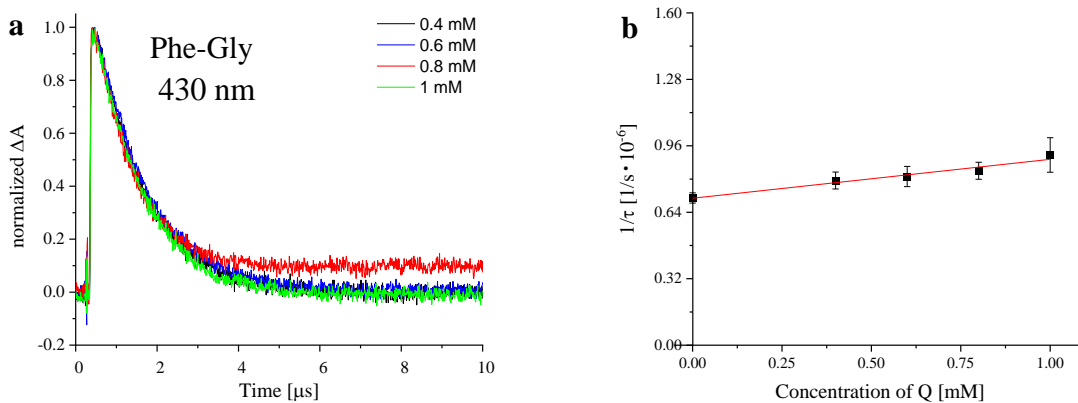 a
Phe-Gly
430 nm
0.4 mM
0.6 mM
0.8 mM
1 mM
normalized ΔA
1.0
0.8
0.6
0.4
0.2
0.0
-0.2
0
2
4
6
8
10
Time [μs]
b
1/τ [1/s·10^-6]
1.60
1.28
0.96
0.64
0.32
0.00
0.00
0.25
0.50
0.75
1.00
Concentration of Q [mM]